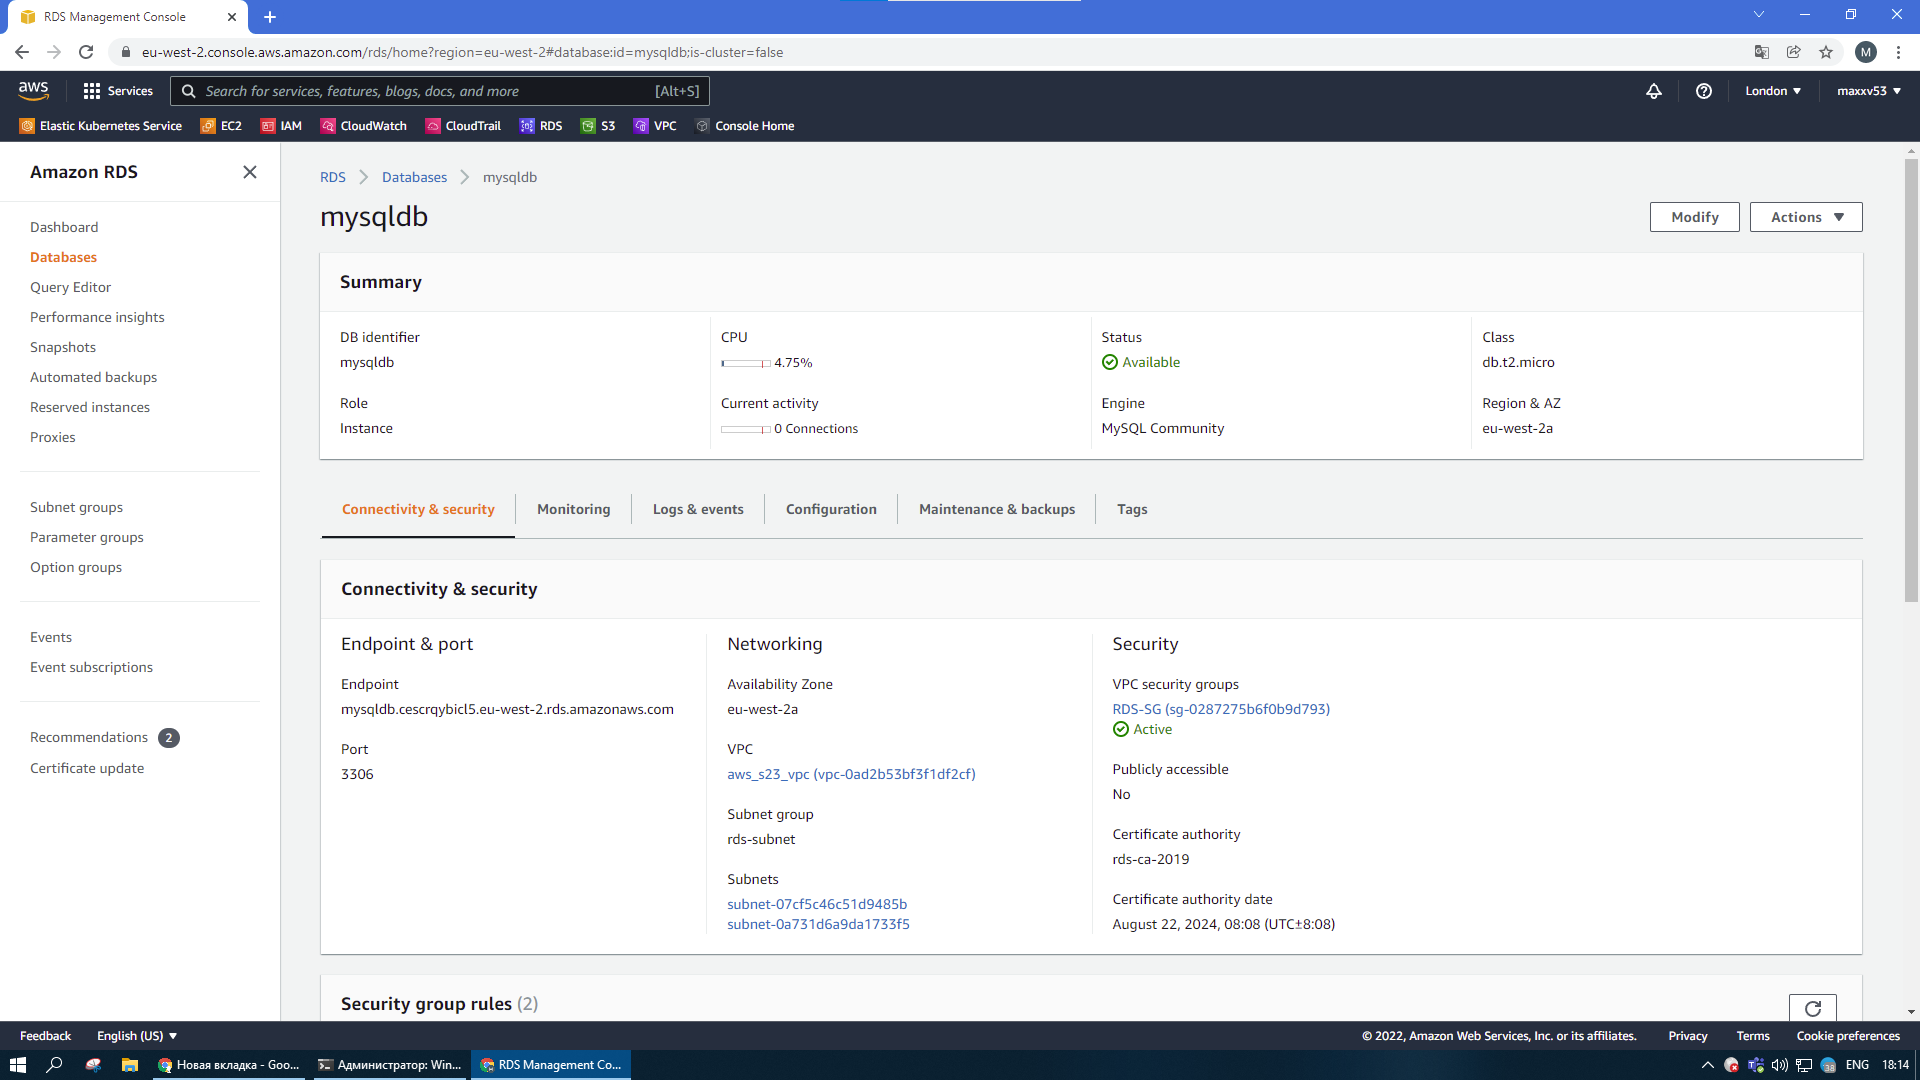 RDS Management Console
eu-west-2.console.aws.amazon.com/rds/home?region=eu-west-2#database:id=mysqldb;is-cluster=false
M
aws
Services
Search for services, features, blogs, docs, and more
[Alt+S]
London
maxxv53
Elastic Kubernetes Service
EC2
IAM
CloudWatch
CloudTrail
RDS
S3
VPC
Console Home
Amazon RDS
Dashboard
Databases
Query Editor
Performance insights
Snapshots
Automated backups
Reserved instances
Proxies
Subnet groups
Parameter groups
Option groups
Events
Event subscriptions
Recommendations 2
Certificate update
RDS
Databases
mysqldb
mysqldb
Modify
Actions
Summary
DB identifier
mysqldb
CPU
4.75%
Status
Available
Class
db.t2.micro
Role
Instance
Current activity
0 Connections
Engine
MySQL Community
Region & AZ
eu-west-2a
Connectivity & security
Monitoring
Logs & events
Configuration
Maintenance & backups
Tags
Connectivity & security
Endpoint & port
Endpoint
mysqldb.cescrqybicl5.eu-west-2.rds.amazonaws.com
Port
3306
Networking
Availability Zone
eu-west-2a
VPC
aws_s23_vpc (vpc-0ad2b53bf3f1df2cf)
Subnet group
rds-subnet
Subnets
subnet-07cf5c46c51d9485b
subnet-0a731d6a9da1733f5
Security
VPC security groups
RDS-SG (sg-0287275b6f0b9d793)
Active
Publicly accessible
No
Certificate authority
rds-ca-2019
Certificate authority date
August 22, 2024, 08:08 (UTC±8:08)
Security group rules (2)
Feedback
English (US)
© 2022, Amazon Web Services, Inc. or its affiliates.
Privacy
Terms
Cookie preferences
Новая вкладка - Goo...
Администратор: Win...
RDS Management Co...
38
ENG
18:14